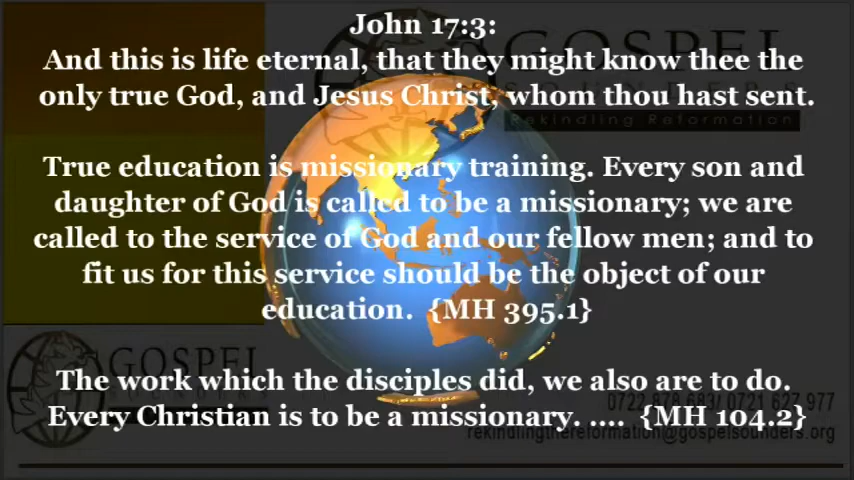 John 17:3:
And this is life eternal, that they might know thee the
only true God, and Jesus Christ, whom thou hast sent.
True education is missionary training. Every son and
daughter of God is called to be a missionary; we are
called to the service of God and our fellow men; and to
fit us for this service should be the object of our
education. {MH 395.1}
The work which the disciples did, we also are to do.
Every Christian is to be a missionary. .... {MH 104.2}
GOSPEL
SOUNDERS
Rekindling Reformation
GOSPEL
SOUNDERS
0722 878 683/ 0721 627 977
rekindlingthereformation@gospelsounders.org